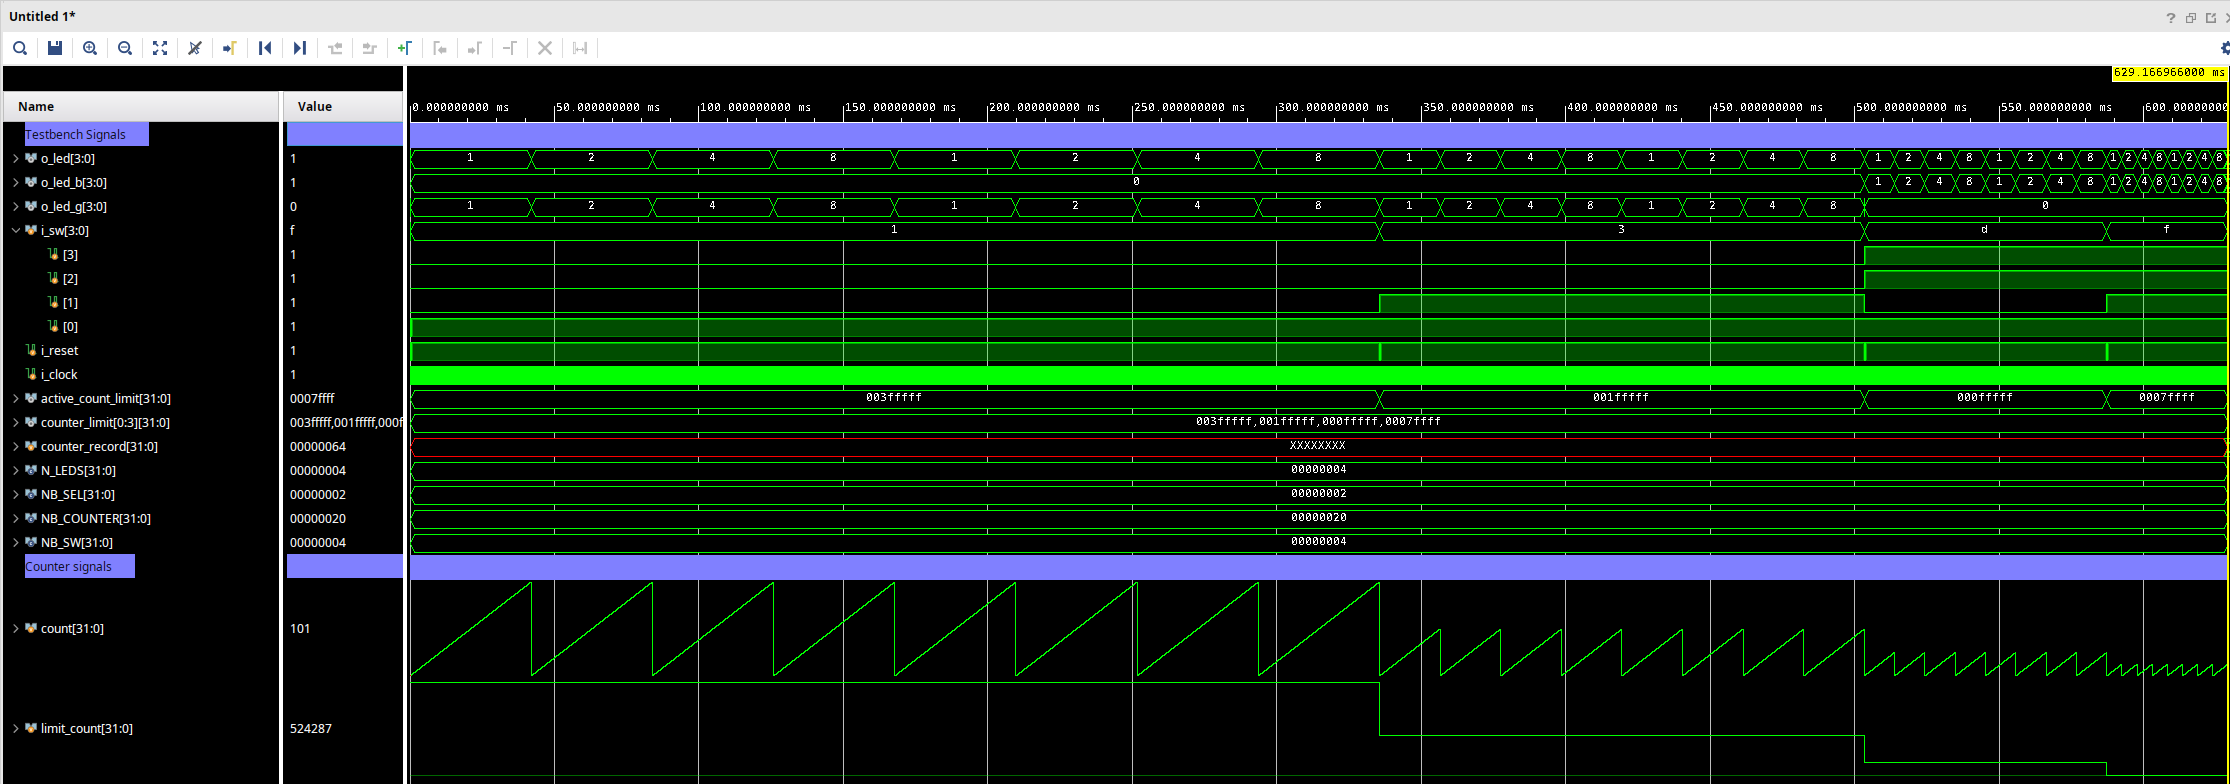 Untitled 1*
?
629.166966000 ms
Name Value 0.000000000 ms 50.000000000 ms 100.000000000 ms 150.000000000 ms 200.000000000 ms 250.000000000 ms 300.000000000 ms 350.000000000 ms 400.000000000 ms 450.000000000 ms 500.000000000 ms 550.000000000 ms 600.00000000
Testbench Signals
o_led[3:0] 1 1 2 4 8 1 2 4 8 1 2 4 8 1 2 4 8 1 2 4 8 1 2 4 8 1 2 4 8 1 2 4 8
o_led_b[3:0] 1 0 1 2 4 8 1 2 4 8 1 2 4 8 1 2 4 8
o_led_g[3:0] 0 1 2 4 8 1 2 4 8 1 2 4 8 1 2 4 8 0
i_sw[3:0] f 1 3 d f
[3] 1
[2] 1
[1] 1
[0] 1
i_reset 1
i_clock 1
active_count_limit[31:0] 0007ffff 003fffff 001fffff 000fffff 0007ffff
counter_limit[0:3][31:0] 003fffff,001fffff,000f 003fffff,001fffff,000fffff,0007ffff
counter_record[31:0] 00000064 XXXXXXXX
N_LEDS[31:0] 00000004 00000004
NB_SEL[31:0] 00000002 00000002
NB_COUNTER[31:0] 00000020 00000020
NB_SW[31:0] 00000004 00000004
Counter signals
count[31:0] 101
limit_count[31:0] 524287